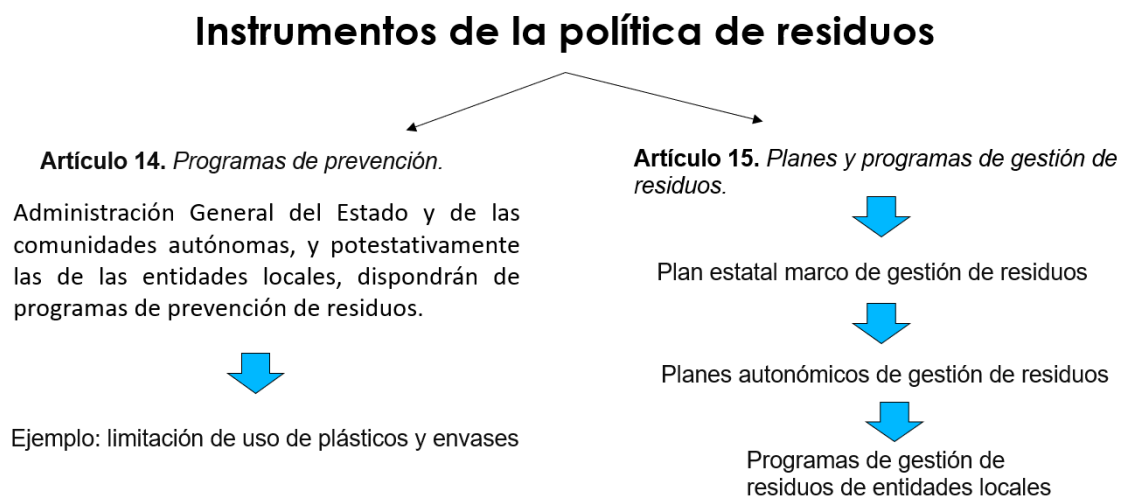 Instrumentos de la política de residuos
Artículo 14. Programas de prevención.
Administración General del Estado y de las
comunidades autónomas, y potestativamente
las de las entidades locales, dispondrán de
programas de prevención de residuos.
Ejemplo: limitación de uso de plásticos y envases
Artículo 15. Planes y programas de gestión de
residuos.
Plan estatal marco de gestión de residuos
Planes autonómicos de gestión de residuos
Programas de gestión de
residuos de entidades locales